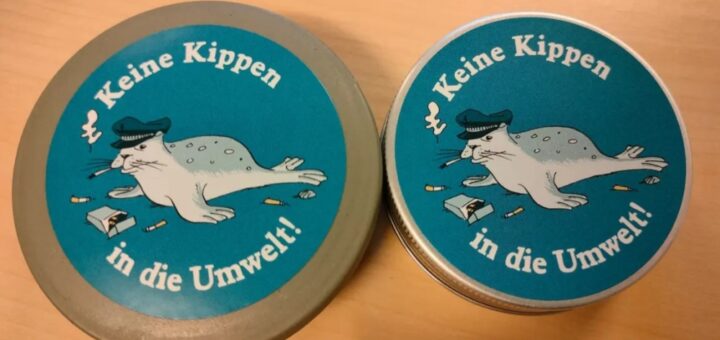 Keine Kippen
in die Umwelt!
Keine Kippen
in die Umwelt!